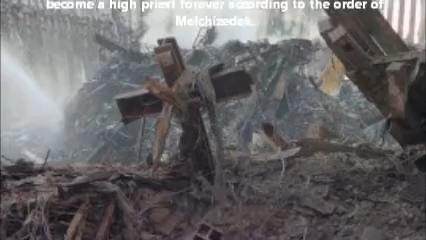 become a high priest forever according to the order of
Melchizedek.